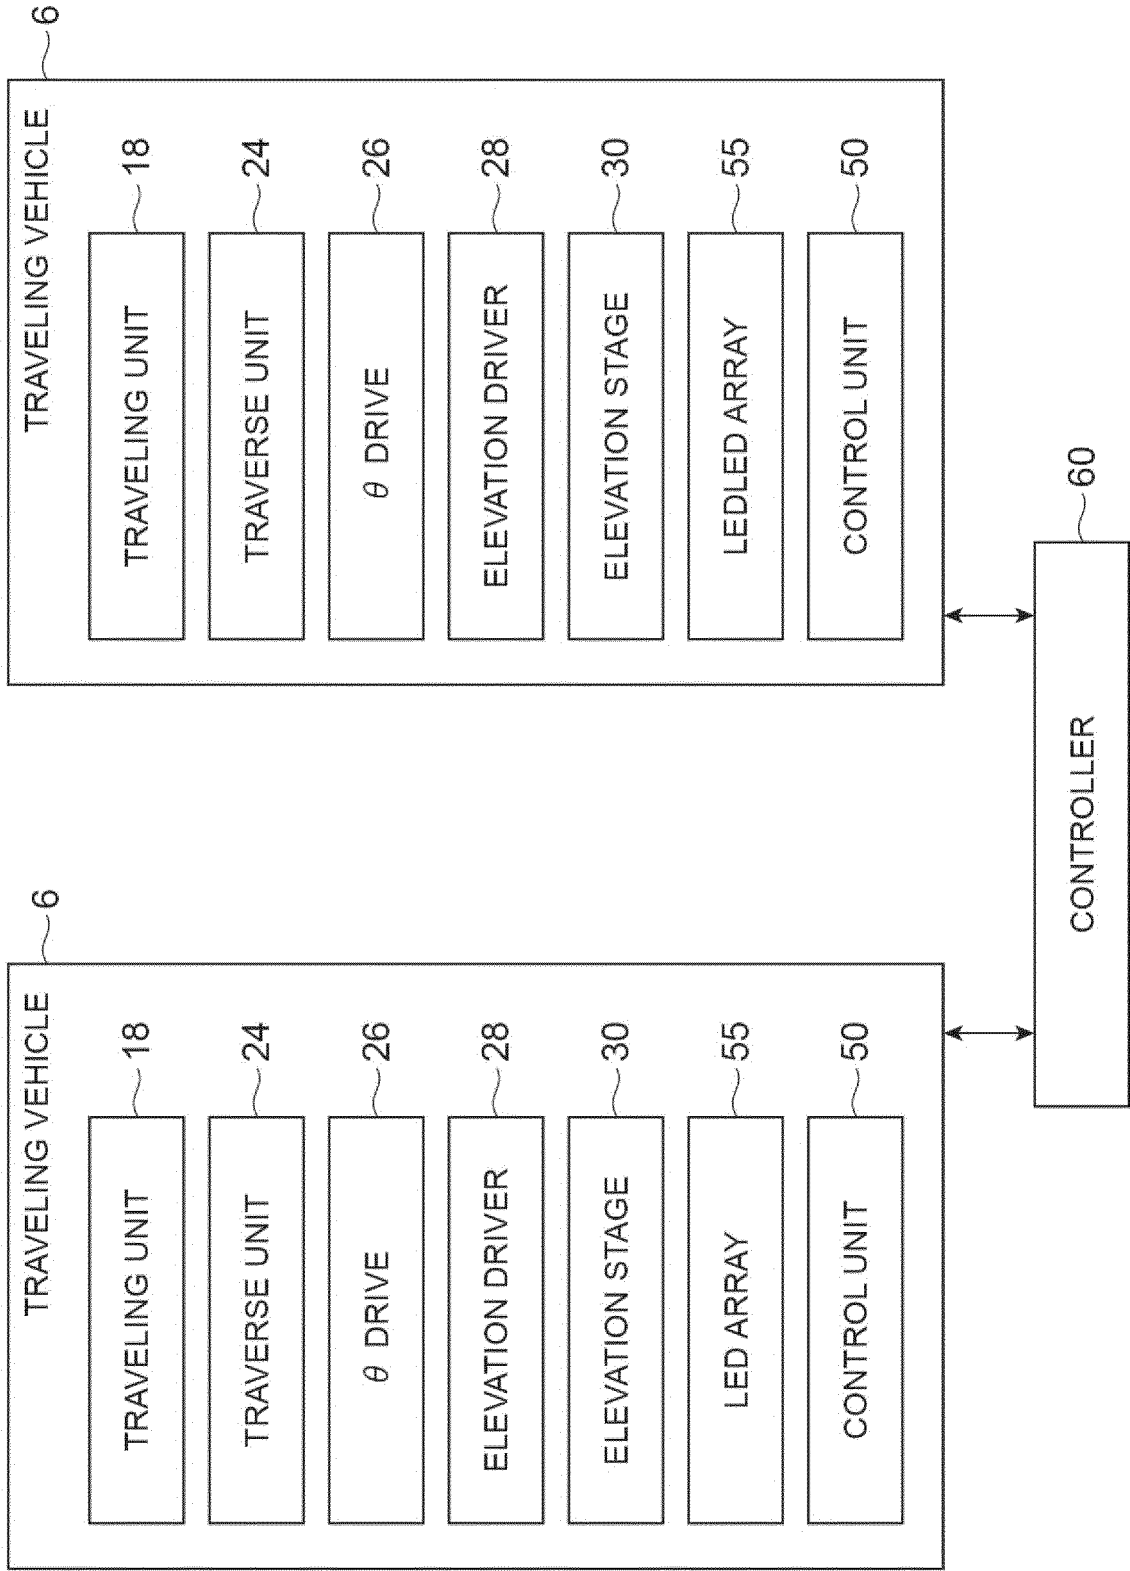 TRAVELING VEHICLE
6
TRAVELING UNIT
18
TRAVERSE UNIT
24
θ DRIVE
26
ELEVATION DRIVER
28
ELEVATION STAGE
30
LED ARRAY
55
CONTROL UNIT
50
TRAVELING VEHICLE
6
TRAVELING UNIT
18
TRAVERSE UNIT
24
θ DRIVE
26
ELEVATION DRIVER
28
ELEVATION STAGE
30
LEDLED ARRAY
55
CONTROL UNIT
50
CONTROLLER
60